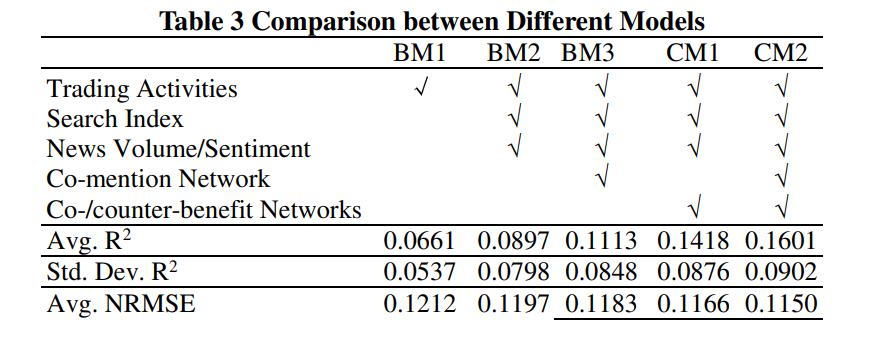 Table 3 Comparison between Different Models
BM1 BM2 BM3 CM1 CM2
Trading Activities √ √ √ √ √
Search Index √ √ √ √
News Volume/Sentiment √ √ √ √
Co-mention Network √ √
Co-/counter-benefit Networks √ √
Avg. R² 0.0661 0.0897 0.1113 0.1418 0.1601
Std. Dev. R² 0.0537 0.0798 0.0848 0.0876 0.0902
Avg. NRMSE 0.1212 0.1197 0.1183 0.1166 0.1150